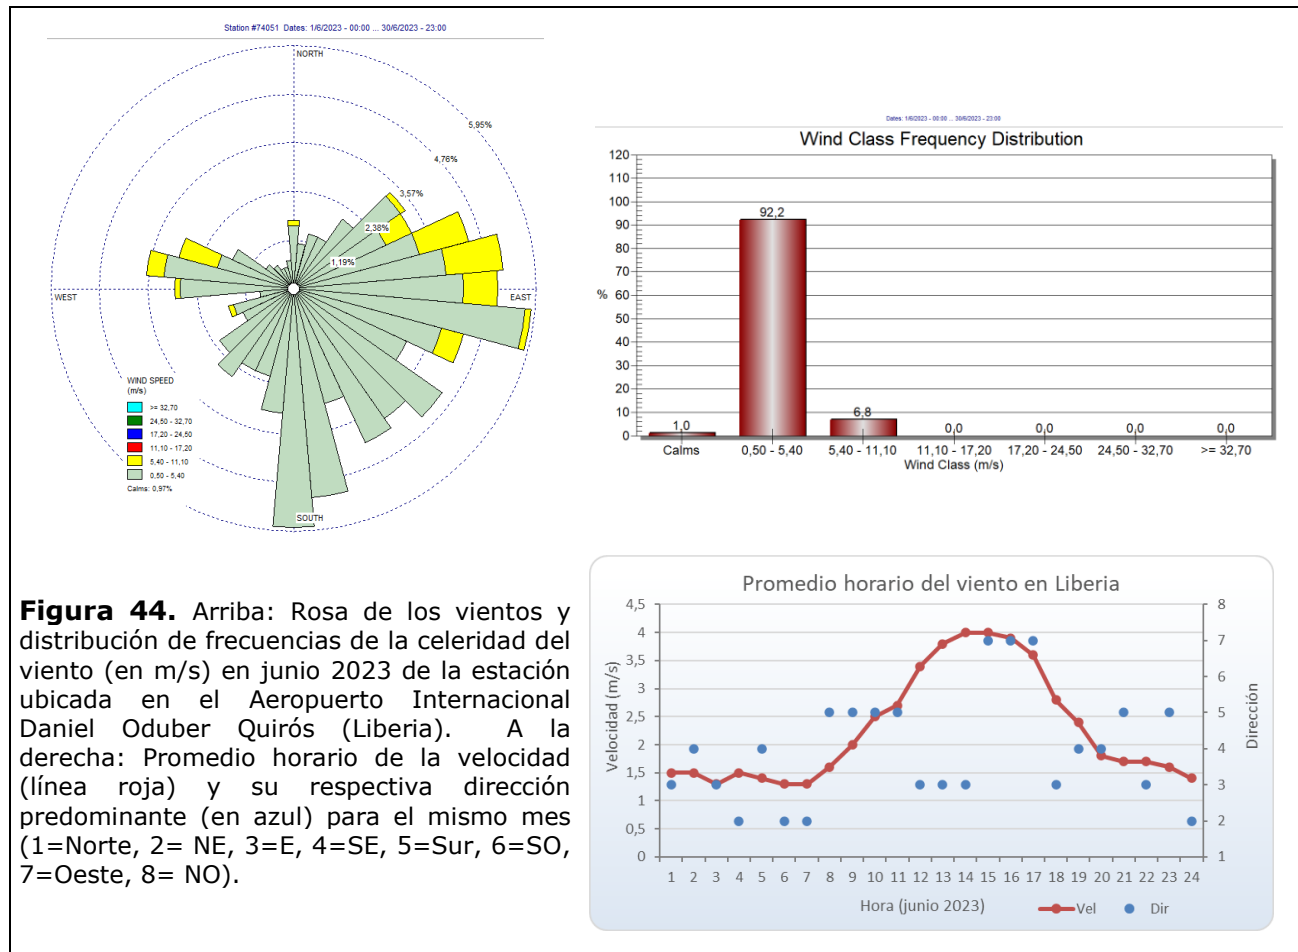 Station #74051 Dates: 1/6/2023 - 00:00 ... 30/6/2023 - 23:00
NORTH
5,95%
4,76%
3,57%
2,38%
1,19%
WEST
EAST
SOUTH
WIND SPEED
(m/s)
>= 32,70
24,50 - 32,70
17,20 - 24,50
11,10 - 17,20
5,40 - 11,10
0,50 - 5,40
Calms: 0,97%
Dates: 1/6/2023 - 00:00 ... 30/6/2023 - 23:00
Wind Class Frequency Distribution
120
110
100
90
80
70
60
50
40
30
20
10
0
%
1,0
92,2
6,8
0,0
0,0
0,0
0,0
Calms 0,50 - 5,40 5,40 - 11,10 11,10 - 17,20 17,20 - 24,50 24,50 - 32,70 >= 32,70
Wind Class (m/s)
Figura 44. Arriba: Rosa de los vientos y
distribución de frecuencias de la celeridad del
viento (en m/s) en junio 2023 de la estación
ubicada en el Aeropuerto Internacional
Daniel Oduber Quirós (Liberia). A la
derecha: Promedio horario de la velocidad
(línea roja) y su respectiva dirección
predominante (en azul) para el mismo mes
(1=Norte, 2= NE, 3=E, 4=SE, 5=Sur, 6=SO,
7=Oeste, 8= NO).
Promedio horario del viento en Liberia
4,5
4
3,5
3
2,5
2
1,5
1
0,5
0
Velocidad (m/s)
8
7
6
5
4
3
2
1
Dirección
1 2 3 4 5 6 7 8 9 10 11 12 13 14 15 16 17 18 19 20 21 22 23 24
Hora (junio 2023)
Vel
Dir